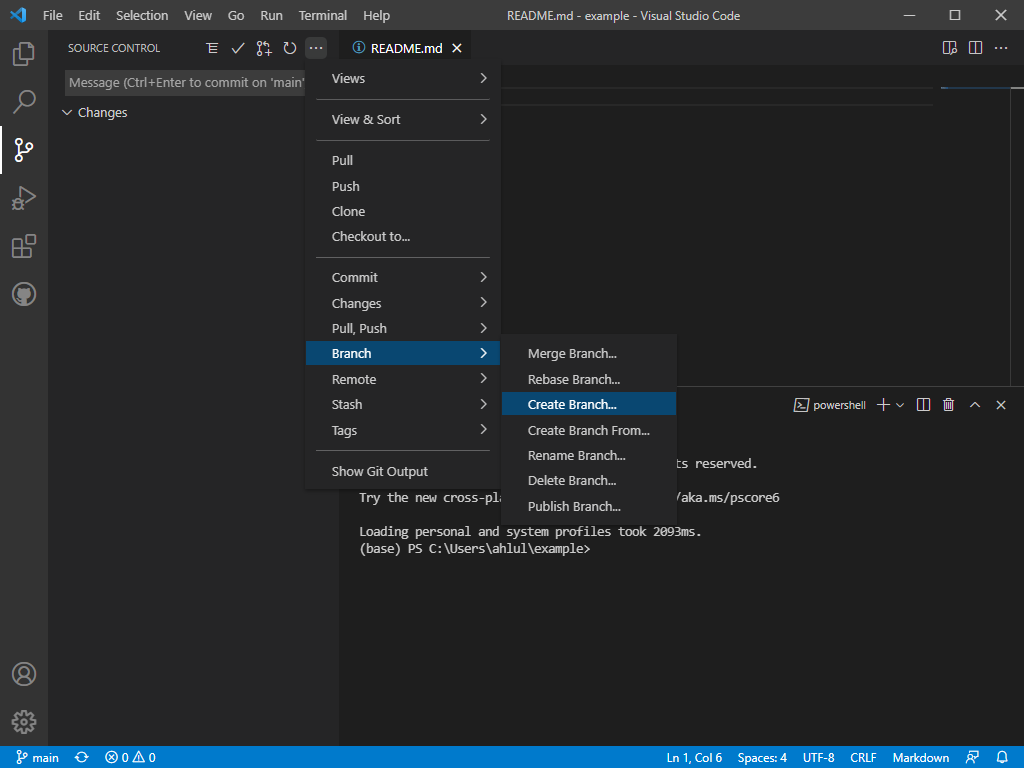 File Edit Selection View Go Run Terminal Help README.md - example - Visual Studio Code
SOURCE CONTROL
README.md
Message (Ctrl+Enter to commit on 'main'
Changes
Views
View & Sort
Pull
Push
Clone
Checkout to...
Commit
Changes
Pull, Push
Branch
Remote
Stash
Tags
Show Git Output
Merge Branch...
Rebase Branch...
Create Branch...
Create Branch From...
Rename Branch...
Delete Branch...
Publish Branch...
powershell
ts reserved.
Try the new cross-pl /aka.ms/pscore6
Loading personal and system profiles took 2093ms.
(base) PS C:\Users\ahlul\example>
main 0 0 Ln 1, Col 6 Spaces: 4 UTF-8 CRLF Markdown